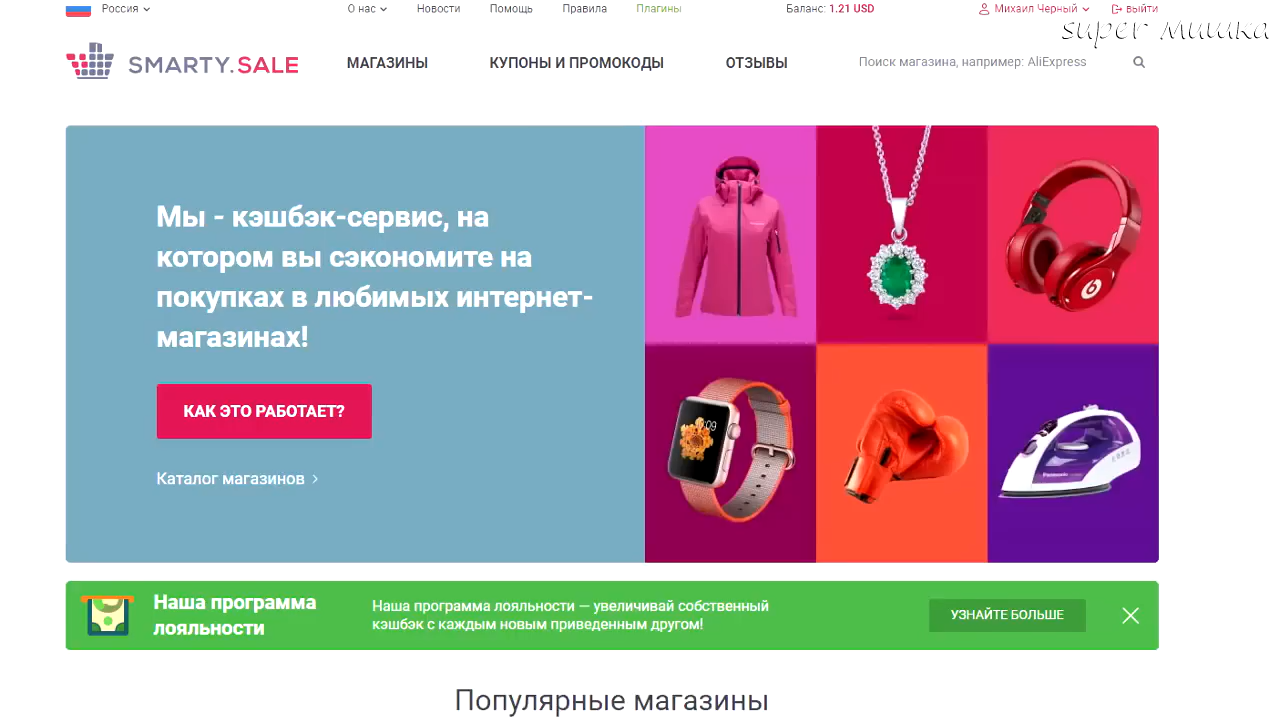 Россия О нас Новости Помощь Правила Плагины Баланс: 1.21 USD Михаил Черный выйти
super Мишка
SMARTY.SALE МАГАЗИНЫ КУПОНЫ И ПРОМОКОДЫ ОТЗЫВЫ Поиск магазина, например: AliExpress
Мы - кэшбэк-сервис, на
котором вы сэкономите на
покупках в любимых интернет-
магазинах!
КАК ЭТО РАБОТАЕТ?
Каталог магазинов
Наша программа
лояльности
Наша программа лояльности — увеличивай собственный
кэшбэк с каждым новым приведенным другом!
УЗНАЙТЕ БОЛЬШЕ
Популярные магазины